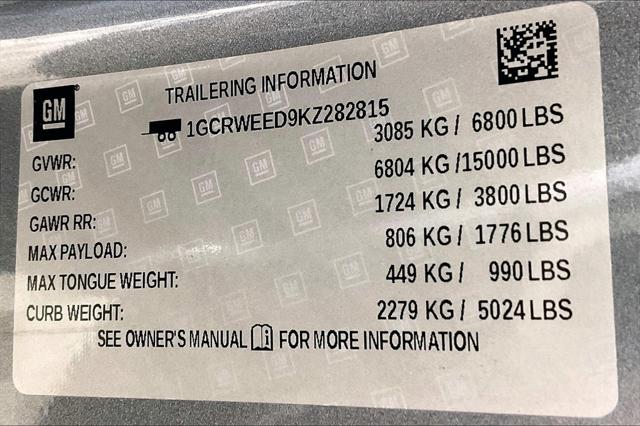 GM
TRAILERING INFORMATION
1GCRWEED9KZ282815
GVWR: 3085 KG / 6800 LBS
GCWR: 6804 KG /15000 LBS
GAWR RR: 1724 KG / 3800 LBS
MAX PAYLOAD: 806 KG / 1776 LBS
MAX TONGUE WEIGHT: 449 KG / 990 LBS
CURB WEIGHT: 2279 KG / 5024 LBS
SEE OWNER'S MANUAL FOR MORE INFORMATION